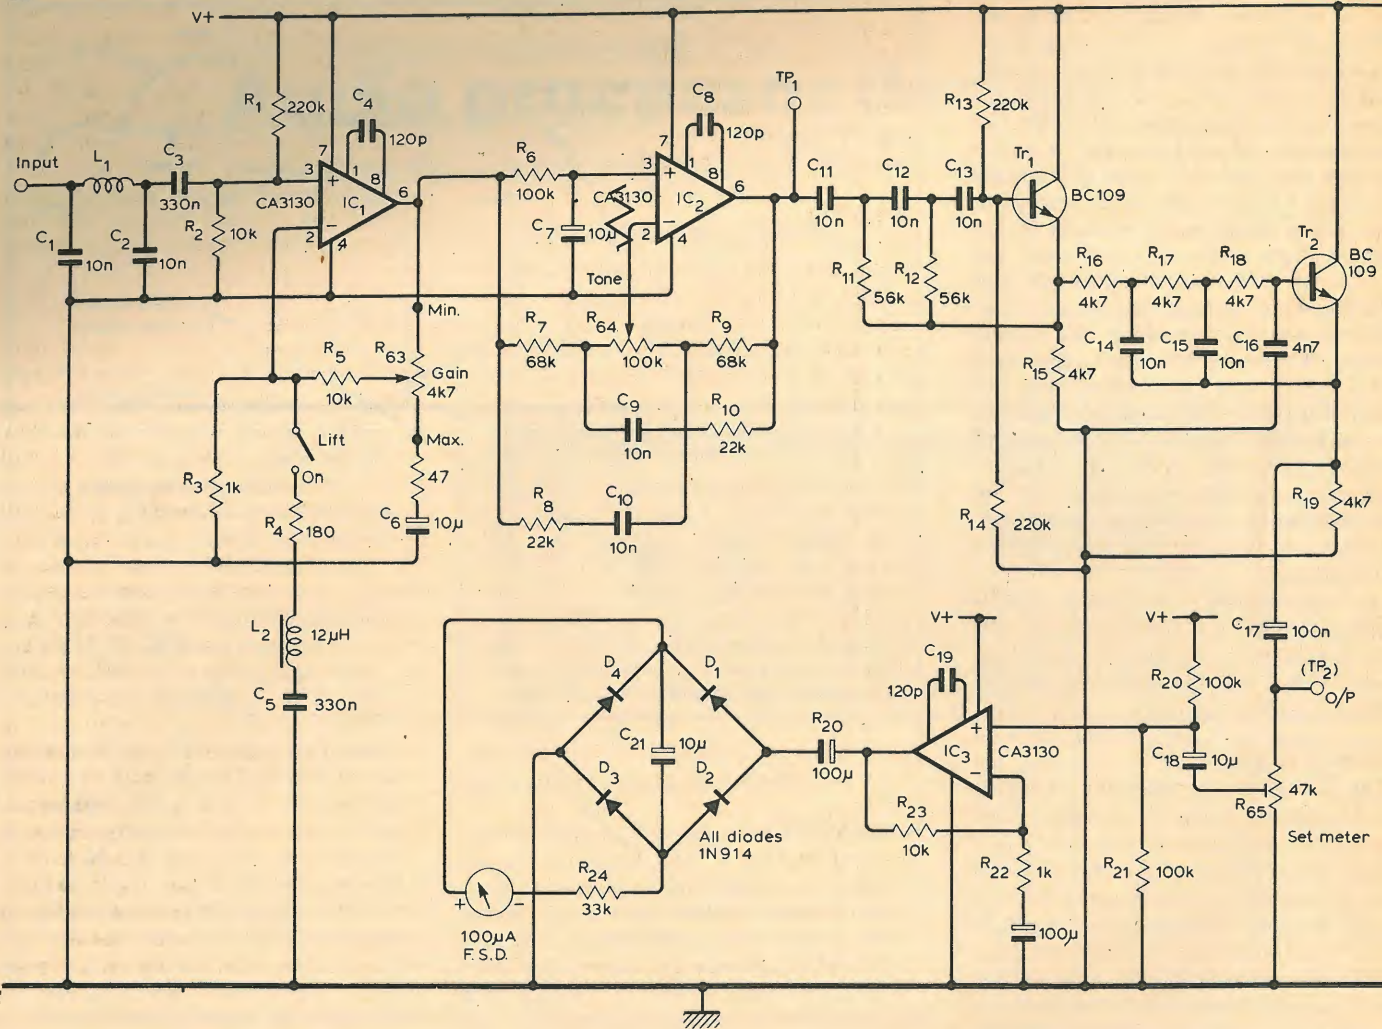 V+
R1
220k
C4
120p
7
1
8
3
+
6
CA3130
IC1
2
−
4
Input
L1
C3
330n
C1
10n
C2
10n
R2
10k
R6
100k
C7
10µ
C8
120p
7
1
8
3
+
6
CA3130
IC2
2
−
4
Tone
TP1
C11
10n
C12
10n
C13
10n
R11
56k
R12
56k
R13
220k
Tr1
BC109
R16
4k7
R17
4k7
R18
4k7
Tr2
BC
109
C14
10n
C15
10n
C16
4n7
R15
4k7
Min.
R63
Gain
4k7
Max.
R5
10k
Lift
On
R3
1k
R4
180
47
C6
10µ
R7
68k
R64
100k
R9
68k
C9
10n
R10
22k
R8
22k
C10
10n
R14
220k
R19
4k7
L2
12µH
C5
330n
D4
D1
D3
D2
C21
10µ
All diodes
1N914
+
−
100µA
F.S.D.
R24
33k
R20
100µ
V+
C19
120p
+
IC3
−
CA3130
R23
10k
R22
1k
100µ
V+
R20
100k
C18
10µ
R21
100k
C17
100n
(TP2)
O/P
R65
47k
Set meter